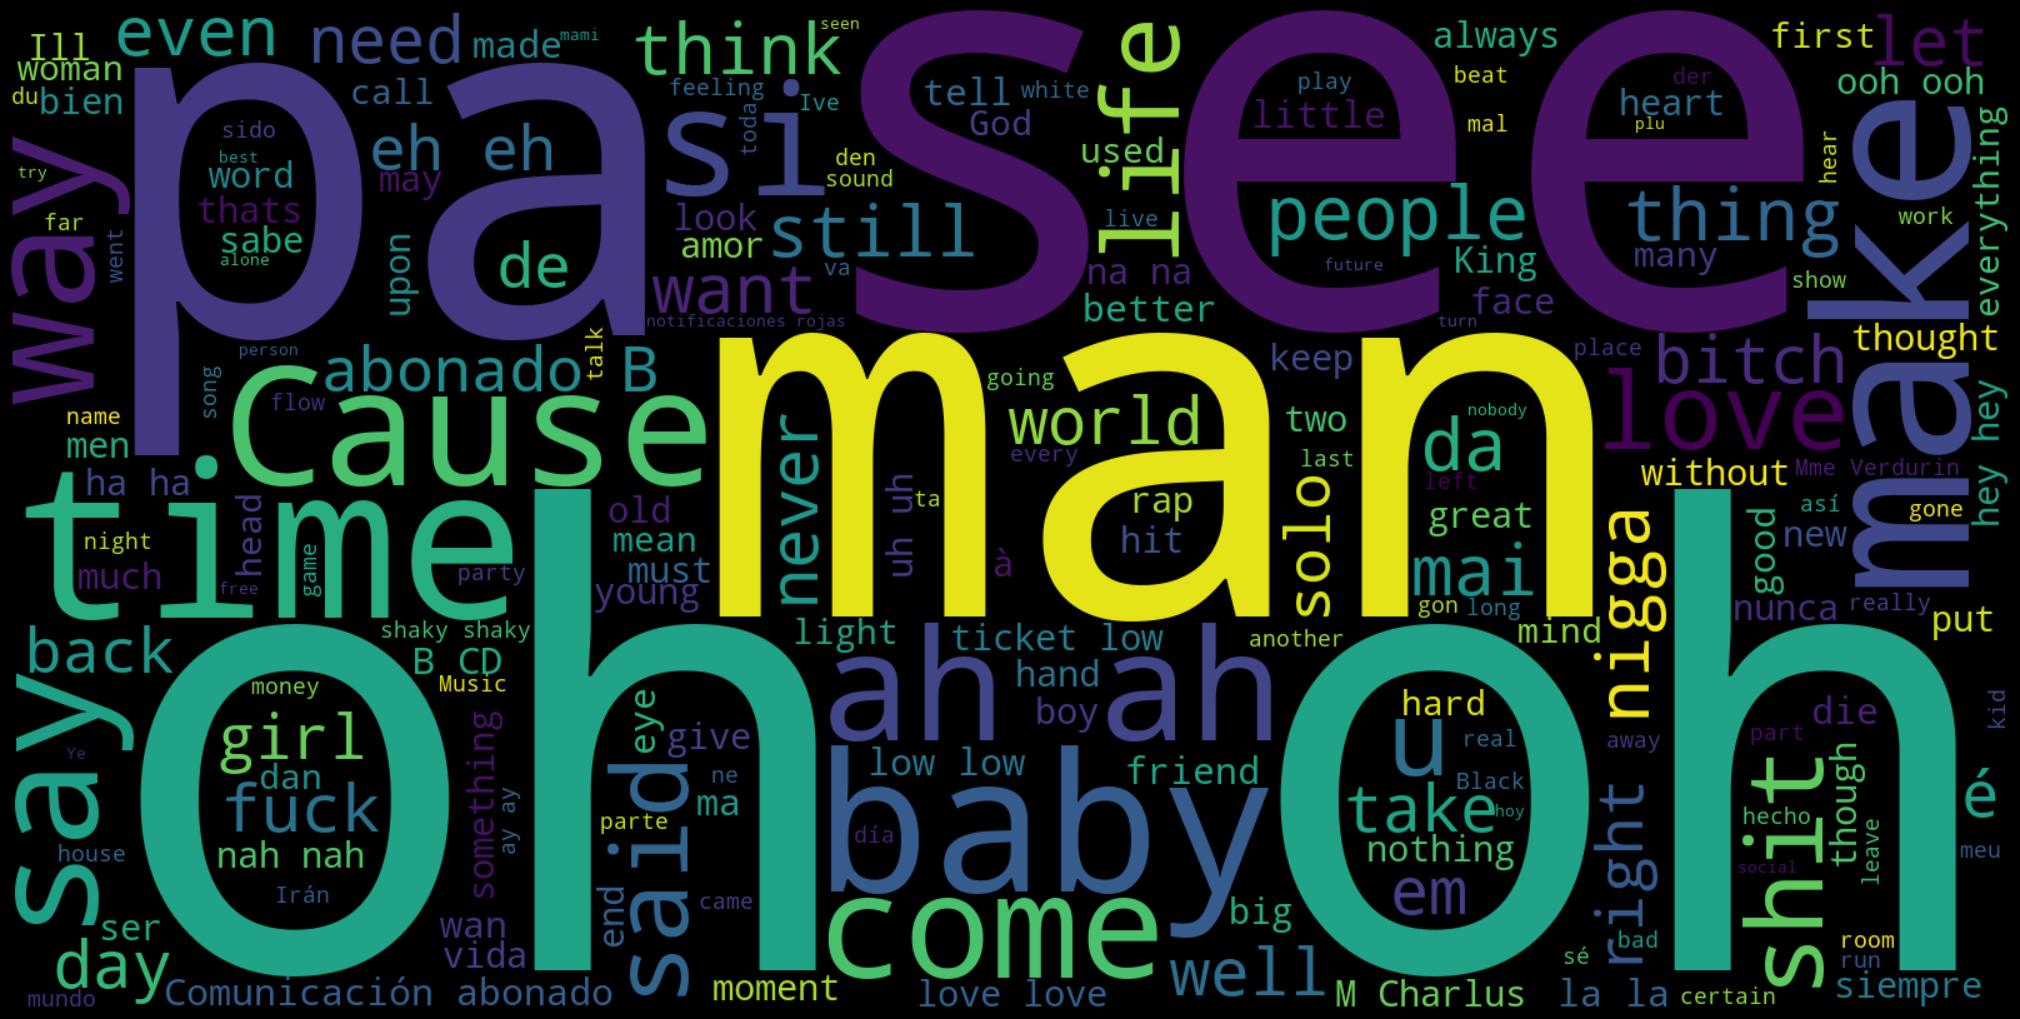 Ill
even
need
made
mami
think
seen
see
life
always
first
let
woman
du
bien
pa
call
si
feeling
today
Ive
tell
white
God
play
little
beat
mal
der
heart
plu
ooh ooh
make
way
try
sido
best
word
thats
sabe
alone
eh eh
may
de
den
sound
used
live
people
thing
many
hear
work
everything
far
went
upon
look
amor
want
still
va
na na
better
King
face
future
show
notificaciones rojas
turn
person
song
flow
Cause
abonado B
talk
man
going
world
every
keep
two
last
place
bitch
love
thought
hey hey
name
men
ha ha
time
night
much
head
free
game
party
old
mean
must
young
never
uh uh
ta
rap
hit
à
solo
nobody
da
left
great
mai
gon
long
without
Mme Verdurin
así
new
gone
good
nigga
nunca
really
put
back
shaky shaky
B CD
Music
oh oh
light
ticket low
another
mind
ah ah
hand
boy
say
Ye
money
girl
dan
fuck
nah nah
Irán
house
something
ay ay
said
eye
give
ne
ma
parte
came
end
baby
low low
friend
día
hard
u
real
Black
take
hoy
nothing
em
away
right
die
part
shit
though
hecho
social
leave
kid
é
meu
come
big
well
ser
day
mundo
wan
vida
Comunicación abonado
moment
love love
M Charlus
sé
bad
la la
certain
room
run
siempre